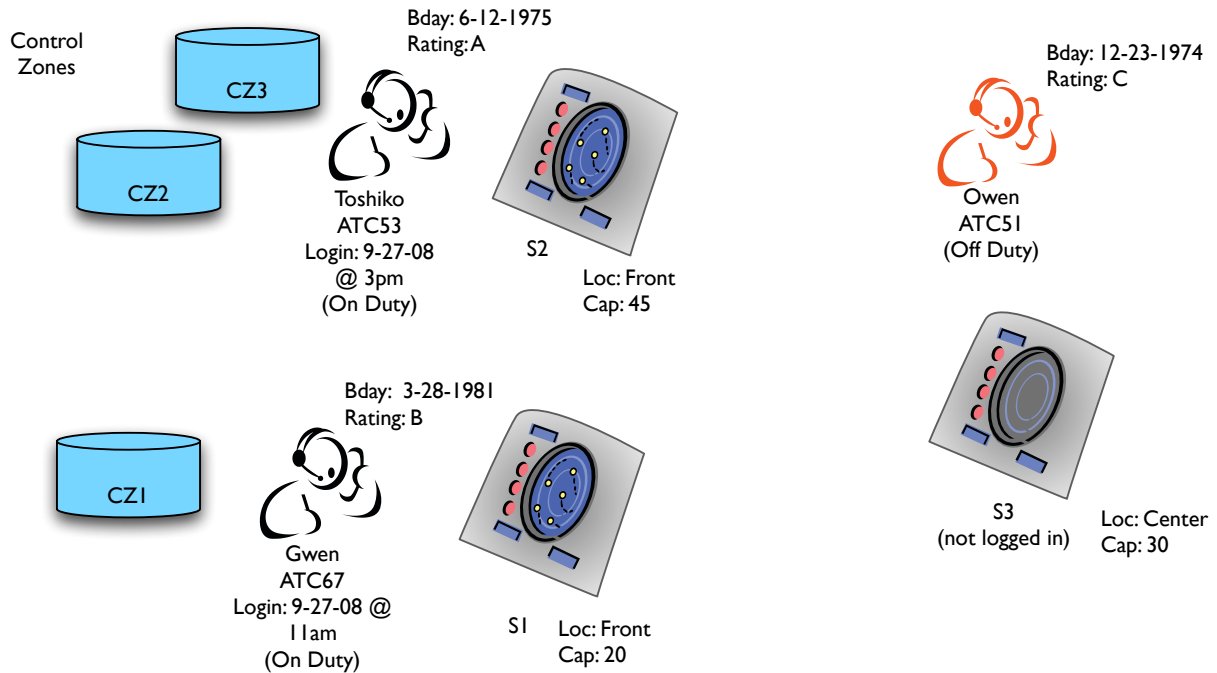 Control
Zones
CZ3
CZ2
Bday: 6-12-1975
Rating: A
Toshiko
ATC53
Login: 9-27-08
@ 3pm
(On Duty)
S2
Loc: Front
Cap: 45
Bday: 12-23-1974
Rating: C
Owen
ATC51
(Off Duty)
CZ1
Bday: 3-28-1981
Rating: B
Gwen
ATC67
Login: 9-27-08 @
11am
(On Duty)
S1
Loc: Front
Cap: 20
S3
(not logged in)
Loc: Center
Cap: 30